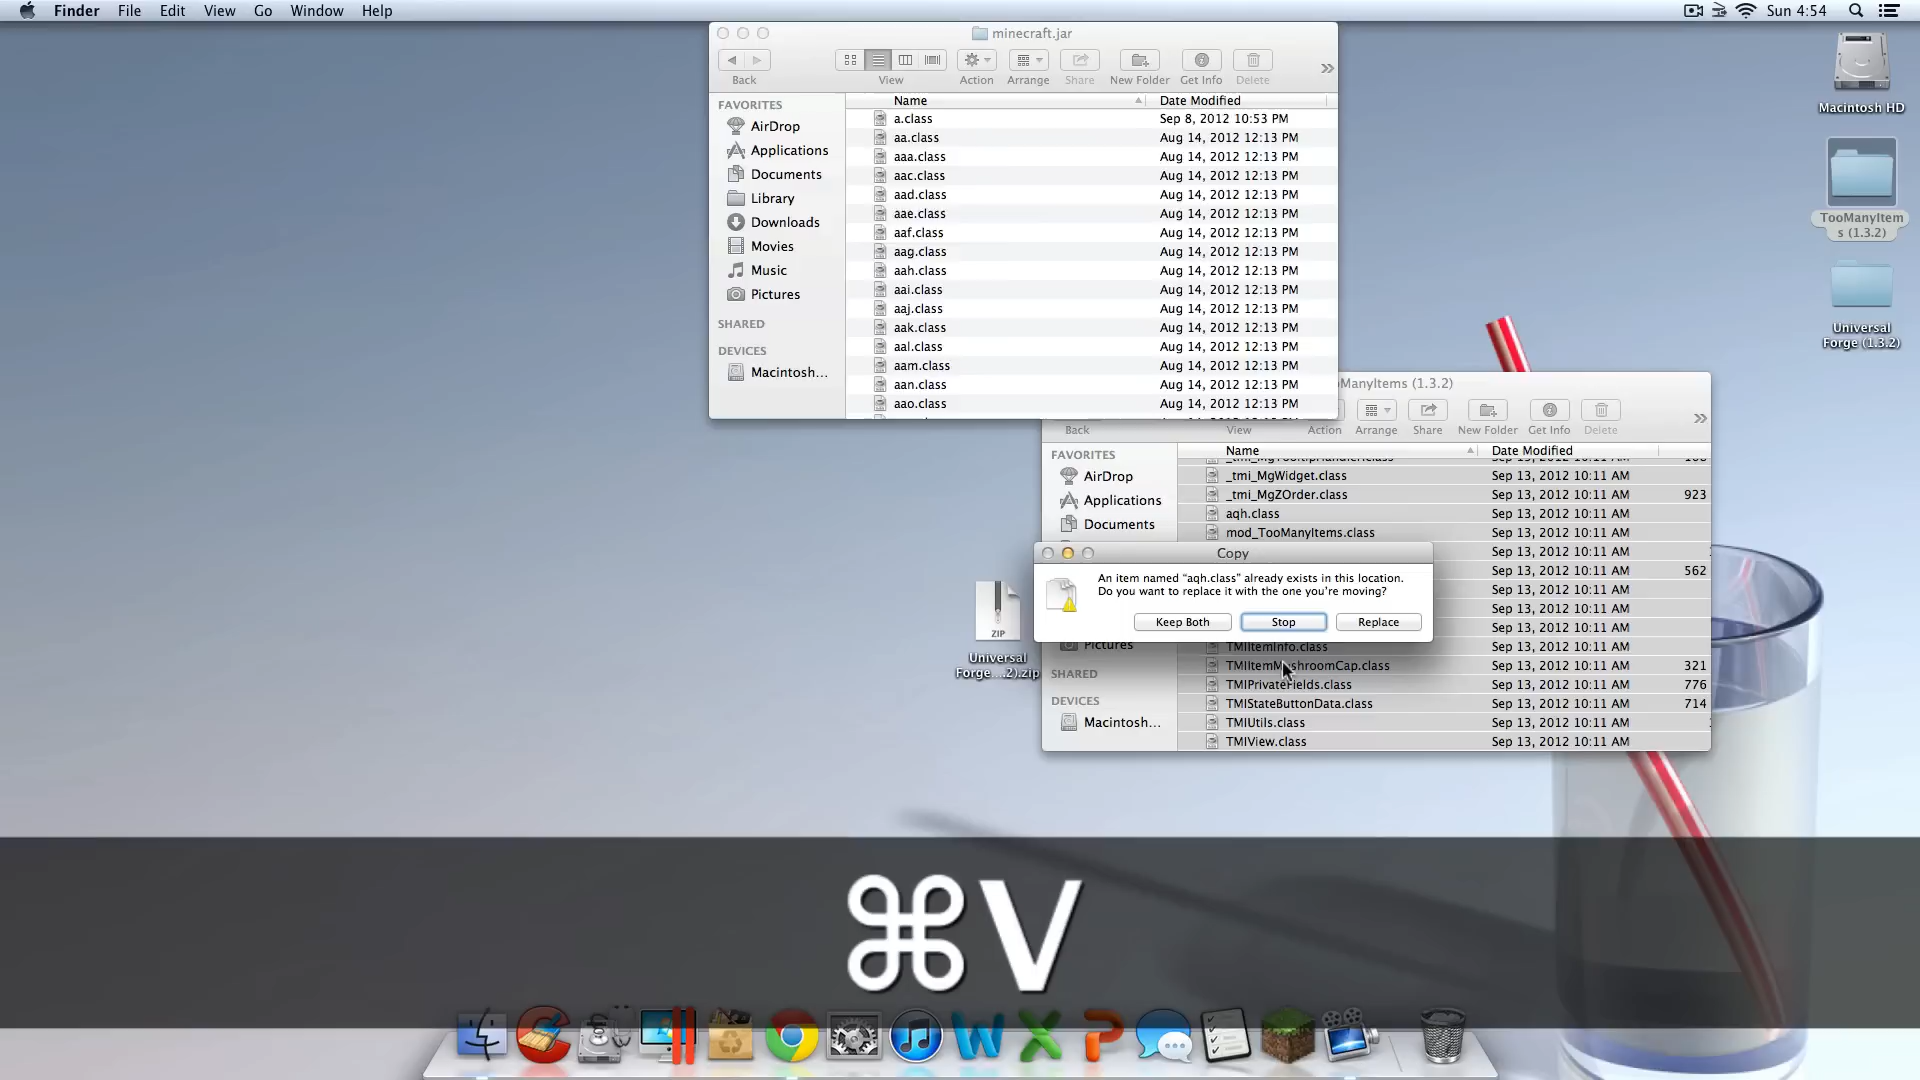 Finder File Edit View Go Window Help
Sun 4:54
minecraft.jar
Back View Action Arrange Share New Folder Get Info Delete
FAVORITES
AirDrop
Applications
Documents
Library
Downloads
Movies
Music
Pictures
SHARED
DEVICES
Macintosh...
Name Date Modified
a.class Sep 8, 2012 10:53 PM
aa.class Aug 14, 2012 12:13 PM
aaa.class Aug 14, 2012 12:13 PM
aac.class Aug 14, 2012 12:13 PM
aad.class Aug 14, 2012 12:13 PM
aae.class Aug 14, 2012 12:13 PM
aaf.class Aug 14, 2012 12:13 PM
aag.class Aug 14, 2012 12:13 PM
aah.class Aug 14, 2012 12:13 PM
aai.class Aug 14, 2012 12:13 PM
aaj.class Aug 14, 2012 12:13 PM
aak.class Aug 14, 2012 12:13 PM
aal.class Aug 14, 2012 12:13 PM
aam.class Aug 14, 2012 12:13 PM
aan.class Aug 14, 2012 12:13 PM
aao.class Aug 14, 2012 12:13 PM
Macintosh HD
TooManyItem
s (1.3.2)
Universal
Forge (1.3.2)
oManyItems (1.3.2)
Back View Action Arrange Share New Folder Get Info Delete
FAVORITES
AirDrop
Applications
Documents
Pictures
SHARED
DEVICES
Macintosh...
Name Date Modified
_tmi_MgWidget.class Sep 13, 2012 10:11 AM
_tmi_MgZOrder.class Sep 13, 2012 10:11 AM 923
aqh.class Sep 13, 2012 10:11 AM
mod_TooManyItems.class Sep 13, 2012 10:11 AM
Sep 13, 2012 10:11 AM
Sep 13, 2012 10:11 AM 562
Sep 13, 2012 10:11 AM
Sep 13, 2012 10:11 AM
Sep 13, 2012 10:11 AM
TMIItemInfo.class Sep 13, 2012 10:11 AM
TMIItemMushroomCap.class Sep 13, 2012 10:11 AM 321
TMIPrivateFields.class Sep 13, 2012 10:11 AM 776
TMIStateButtonData.class Sep 13, 2012 10:11 AM 714
TMIUtils.class Sep 13, 2012 10:11 AM
TMIView.class Sep 13, 2012 10:11 AM
Copy
An item named “aqh.class” already exists in this location.
Do you want to replace it with the one you’re moving?
Keep Both Stop Replace
ZIP
Universal
Forge....2).zip
⌘V